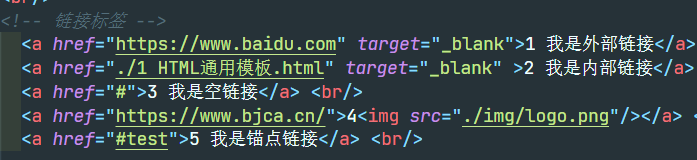 <!-- 链接标签 -->
<a href="https://www.baidu.com" target="_blank">1 我是外部链接</a>
<a href="./1 HTML通用模板.html" target="_blank" >2 我是内部链接</a>
<a href="#">3 我是空链接</a> <br/>
<a href="https://www.bjca.cn/">4<img src="./img/logo.png"/></a> <
<a href="#test">5 我是锚点链接</a> <br/>